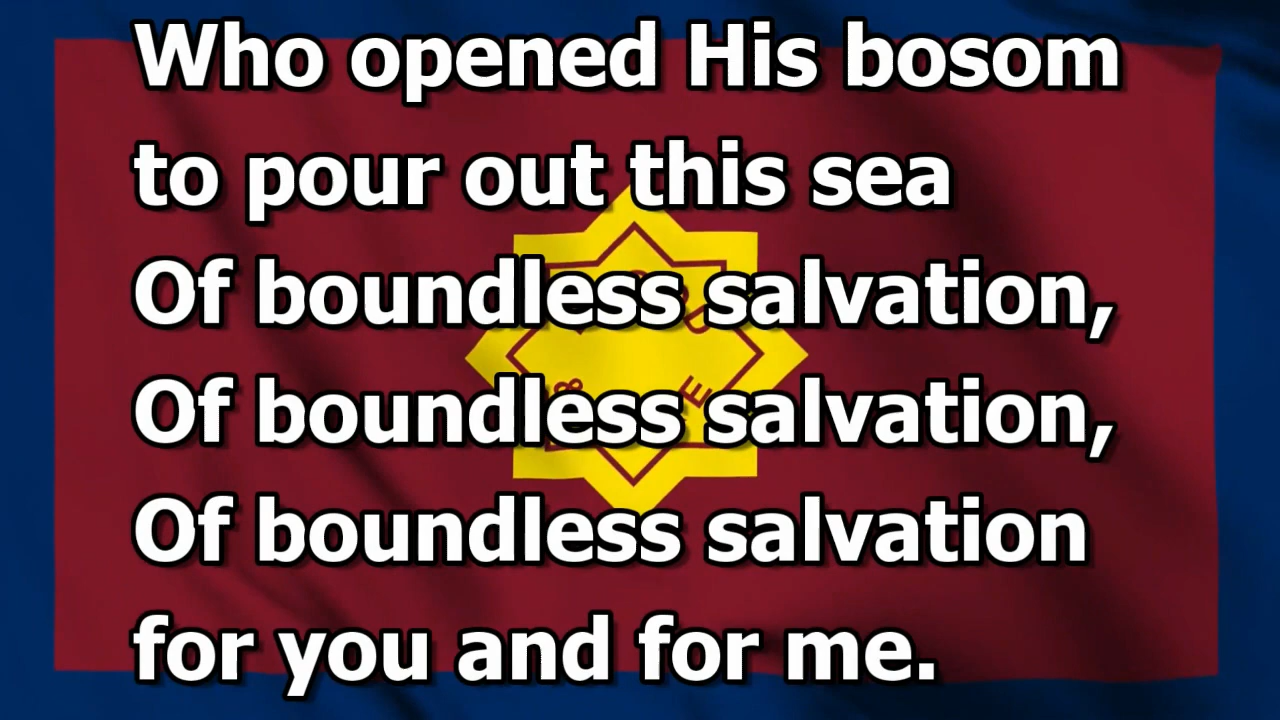 Who opened His bosom
to pour out this sea
Of boundless salvation,
Of boundless salvation,
Of boundless salvation
for you and for me.